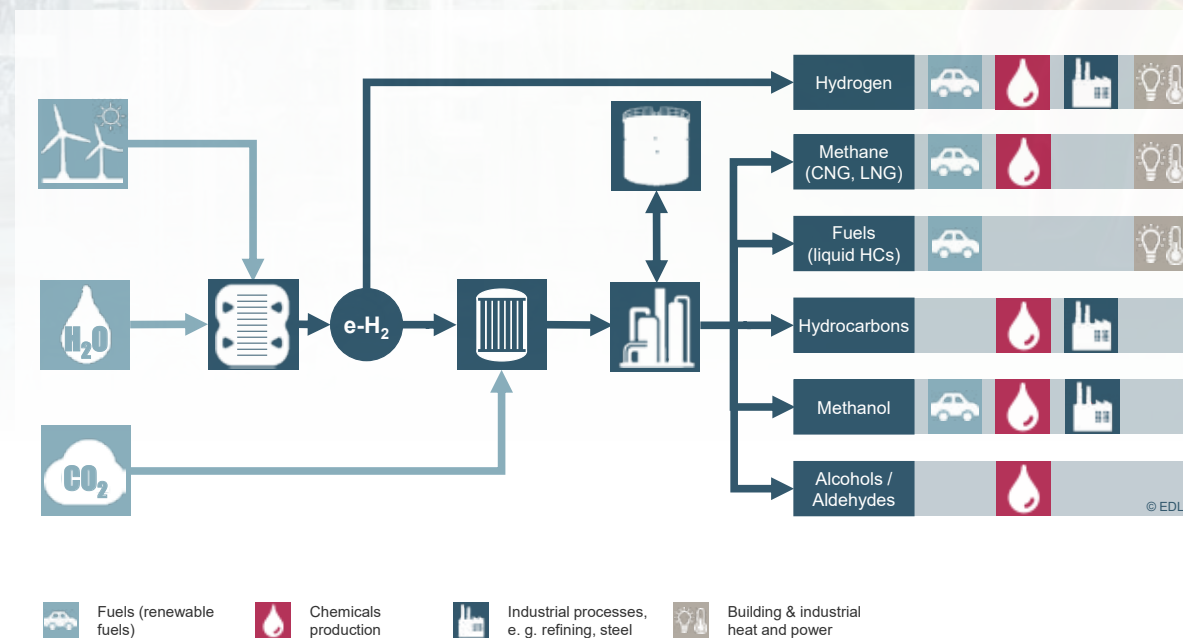 Hydrogen
Methane
(CNG, LNG)
Fuels
(liquid HCs)
H₂O
e-H₂
Hydrocarbons
Methanol
CO₂
Alcohols /
Aldehydes
© EDL
Fuels (renewable
fuels)
Chemicals
production
Industrial processes,
e. g. refining, steel
Building & industrial
heat and power